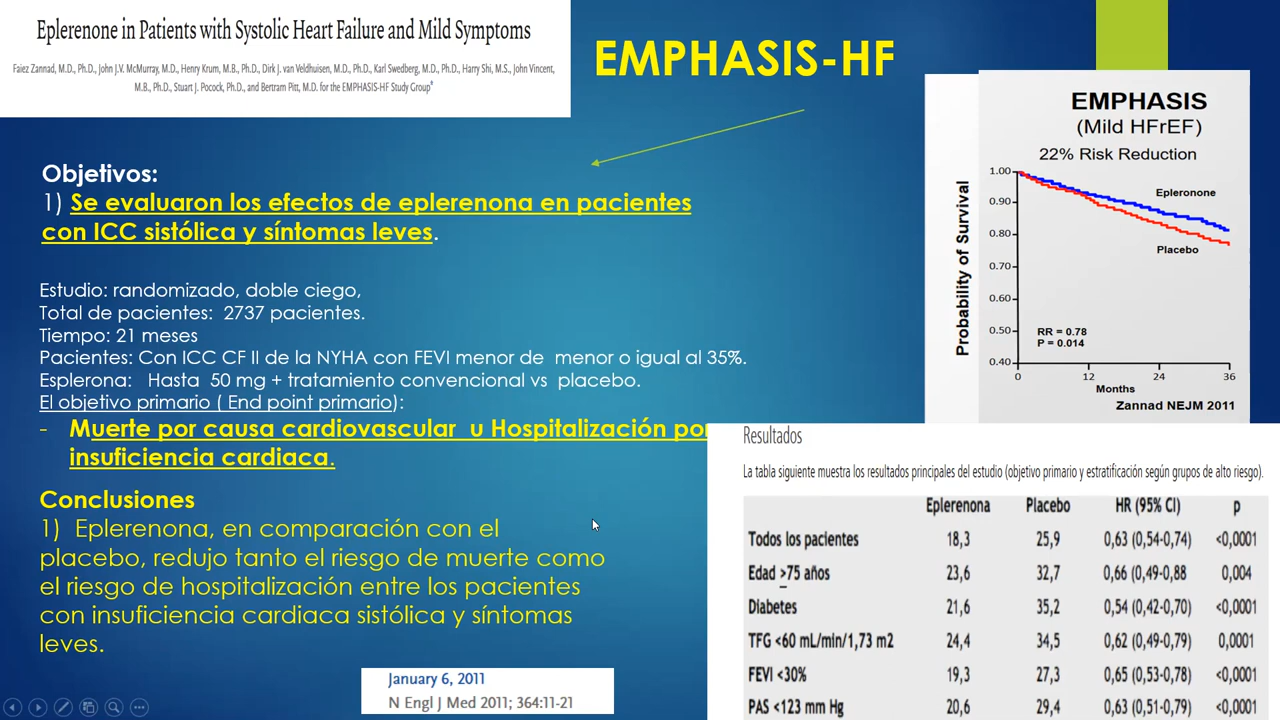 Eplerenone in Patients with Systolic Heart Failure and Mild Symptoms
Faiez Zannad, M.D., Ph.D., John J.V. McMurray, M.D., Henry Krum, M.B., Ph.D., Dirk J. van Veldhuisen, M.D., Ph.D., Karl Swedberg, M.D., Ph.D., Harry Shi, M.S., John Vincent,
M.B., Ph.D., Stuart J. Pocock, Ph.D., and Bertram Pitt, M.D. for the EMPHASIS-HF Study Group*
EMPHASIS-HF
Objetivos:
1) Se evaluaron los efectos de eplerenona en pacientes
con ICC sistólica y síntomas leves.
Estudio: randomizado, doble ciego,
Total de pacientes: 2737 pacientes.
Tiempo: 21 meses
Pacientes: Con ICC CF II de la NYHA con FEVI menor de menor o igual al 35%.
Esplerona: Hasta 50 mg + tratamiento convencional vs placebo.
El objetivo primario ( End point primario):
- Muerte por causa cardiovascular u Hospitalización por
insuficiencia cardiaca.
Conclusiones
1) Eplerenona, en comparación con el
placebo, redujo tanto el riesgo de muerte como
el riesgo de hospitalización entre los pacientes
con insuficiencia cardiaca sistólica y síntomas
leves.
January 6, 2011
N Engl J Med 2011; 364:11-21
EMPHASIS
(Mild HFrEF)
22% Risk Reduction
Probability of Survival
1.00
0.90
0.80
0.70
0.60
0.50
0.40
Epleronone
Placebo
RR = 0.78
P = 0.014
0 12 24 36
Months
Zannad NEJM 2011
Resultados
La tabla siguiente muestra los resultados principales del estudio (objetivo primario y estratificación según grupos de alto riesgo).
Eplerenona Placebo HR (95% CI) p
Todos los pacientes 18,3 25,9 0,63 (0,54-0,74) <0,0001
Edad >75 años 23,6 32,7 0,66 (0,49-0,88 0,004
Diabetes 21,6 35,2 0,54 (0,42-0,70) <0,0001
TFG <60 mL/min/1,73 m2 24,4 34,5 0,62 (0,49-0,79) 0,0001
FEVI <30% 19,3 27,3 0,65 (0,53-0,78) <0,0001
PAS <123 mm Hg 20,6 29,4 0,63 (0,51-0,79) <0,0001